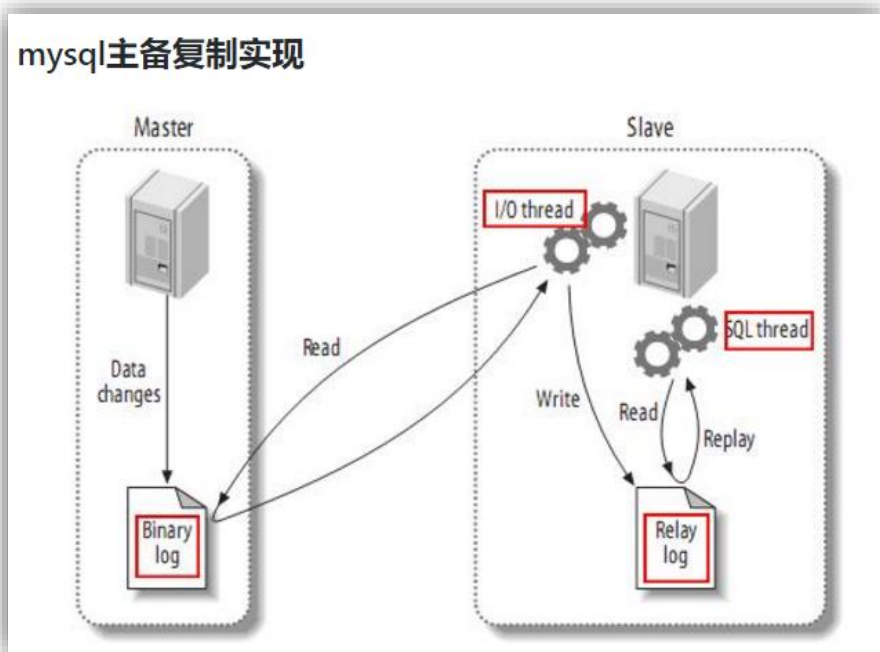 mysql主备复制实现
Master
Slave
I/O thread
SQL thread
Read
Data
changes
Write
Read
Replay
Binary
log
Relay
log